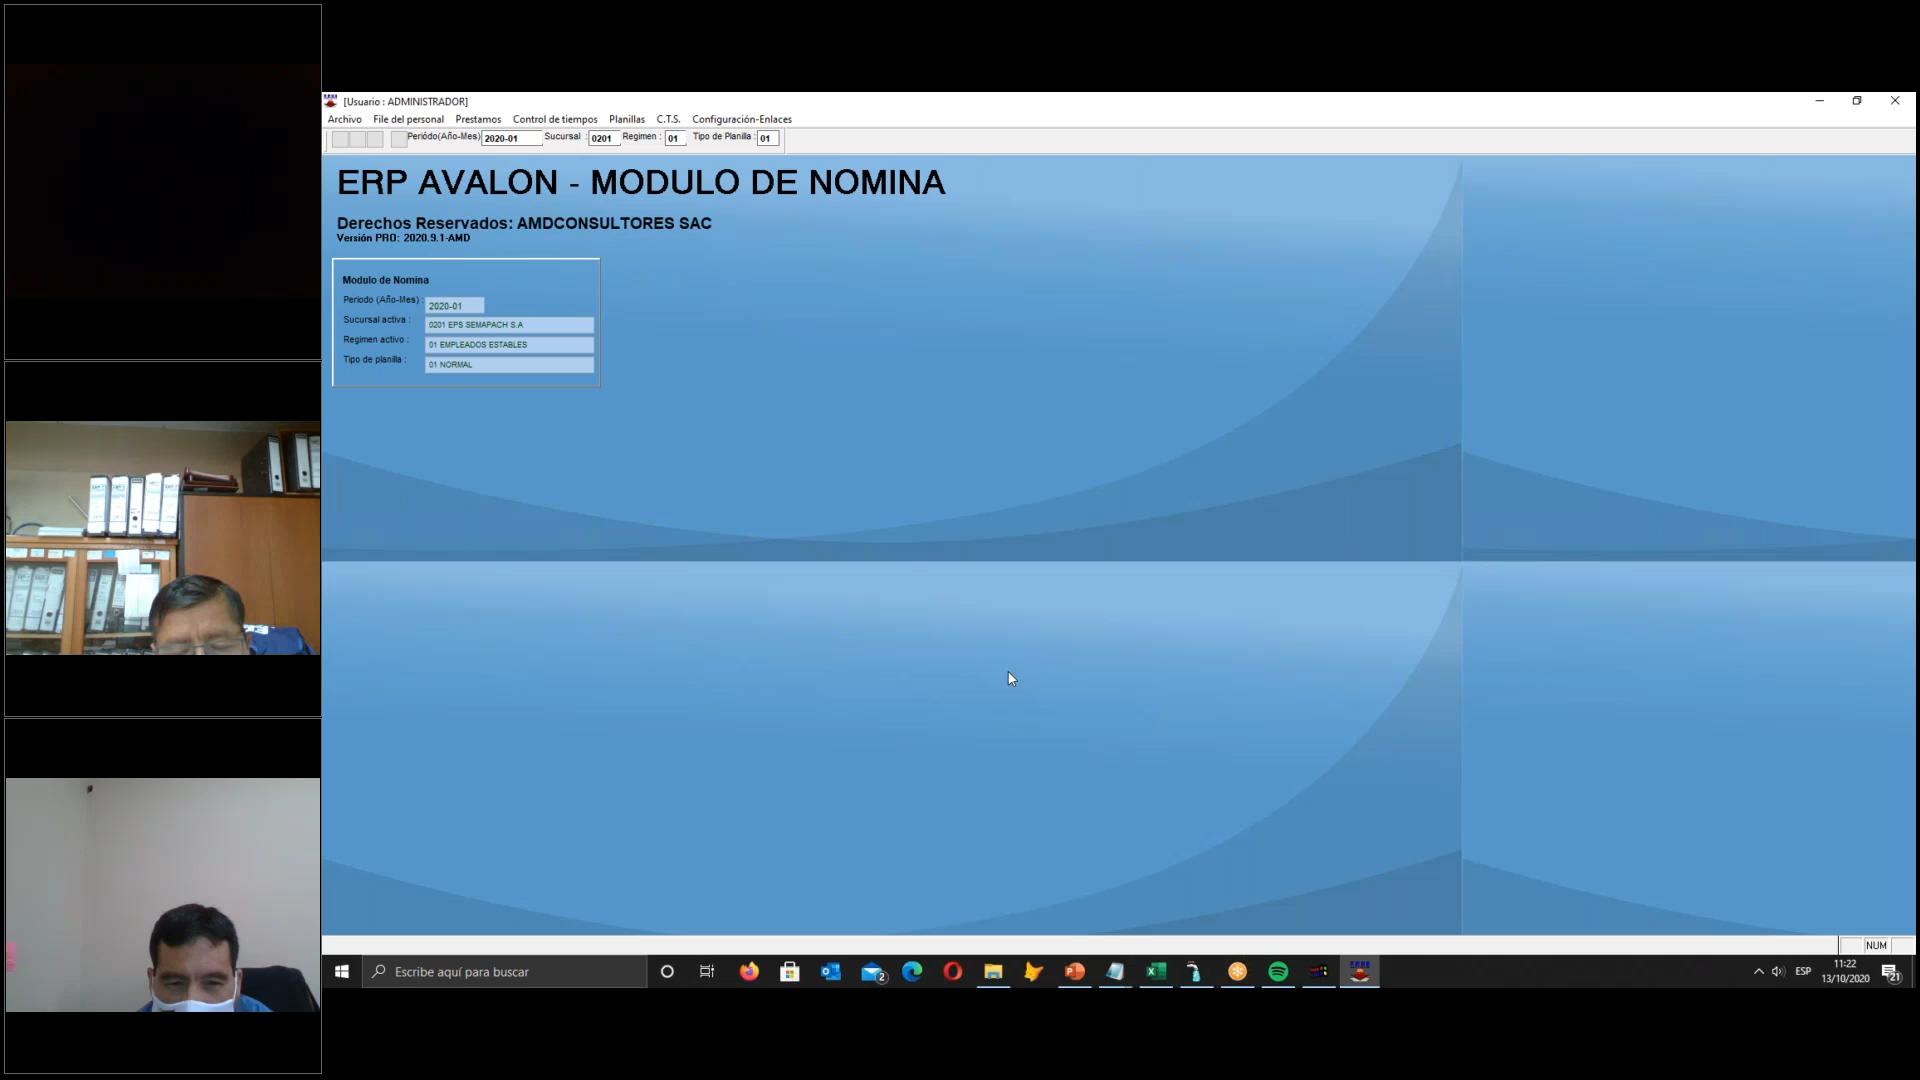 [Usuario : ADMINISTRADOR]
Archivo File del personal Prestamos Control de tiempos Planillas C.T.S. Configuración-Enlaces
Periódo(Año-Mes) 2020-01 Sucursal : 0201 Regimen : 01 Tipo de Planilla : 01
ERP AVALON - MODULO DE NOMINA
Derechos Reservados: AMDCONSULTORES SAC
Versión PRO: 2020.9.1-AMD
Modulo de Nomina
Periodo (Año-Mes) : 2020-01
Sucursal activa : 0201 EPS SEMAPACH S.A
Regimen activo : 01 EMPLEADOS ESTABLES
Tipo de planilla : 01 NORMAL
NUM
Escribe aquí para buscar
2
ESP
11:22
13/10/2020
21